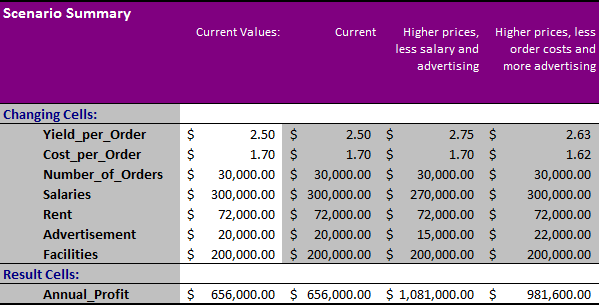 Scenario Summary
Current Values: Current Higher prices, Higher prices, less
less salary and order costs and
advertising more advertising
Changing Cells:
Yield_per_Order $ 2.50 $ 2.50 $ 2.75 $ 2.63
Cost_per_Order $ 1.70 $ 1.70 $ 1.70 $ 1.62
Number_of_Orders $ 30,000.00 $ 30,000.00 $ 30,000.00 $ 30,000.00
Salaries $ 300,000.00 $ 300,000.00 $ 270,000.00 $ 300,000.00
Rent $ 72,000.00 $ 72,000.00 $ 72,000.00 $ 72,000.00
Advertisement $ 20,000.00 $ 20,000.00 $ 15,000.00 $ 22,000.00
Facilities $ 200,000.00 $ 200,000.00 $ 200,000.00 $ 200,000.00
Result Cells:
Annual_Profit $ 656,000.00 $ 656,000.00 $ 1,081,000.00 $ 981,600.00